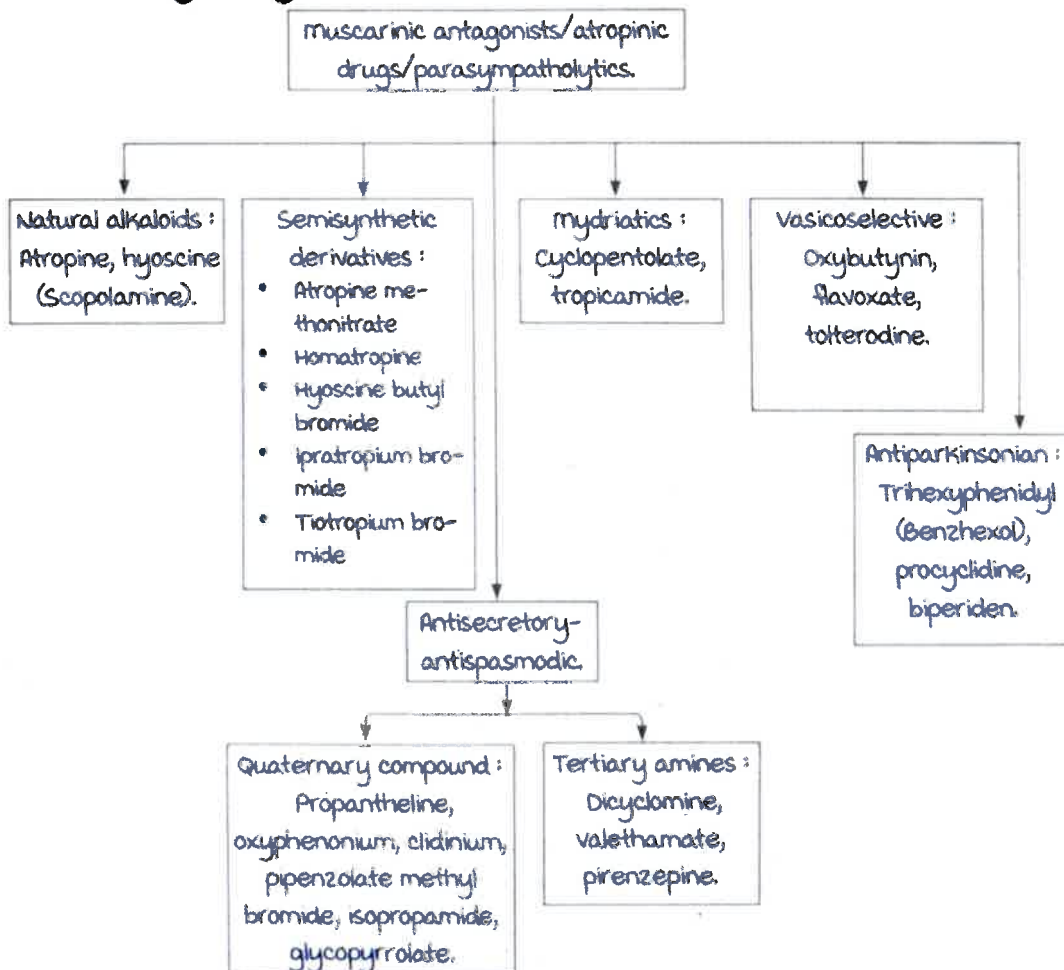 muscarinic antagonists/atropinic
drugs/parasympatholytics.
Natural alkaloids :
Atropine, hyoscine
(Scopolamine).
Semisynthetic
derivatives :
• Atropine me-
thonitrate
• Homatropine
• Hyoscine butyl
bromide
• ipratropium bro-
mide
• Tiotropium bro-
mide
mydriatics :
Cyclopentolate,
tropicamide.
Vasicoselective :
Oxybutynin,
flavoxate,
tolterodine.
Antiparkinsonian :
Trihexyphenidyl
(Benzhexol),
procyclidine,
biperiden.
Antisecretory-
antispasmodic.
Quaternary compound :
Propantheline,
oxyphenonium, clidinium,
pipenzolate methyl
bromide, isopropamide,
glycopyrrolate.
Tertiary amines :
Dicyclomine,
valethamate,
pirenzepine.